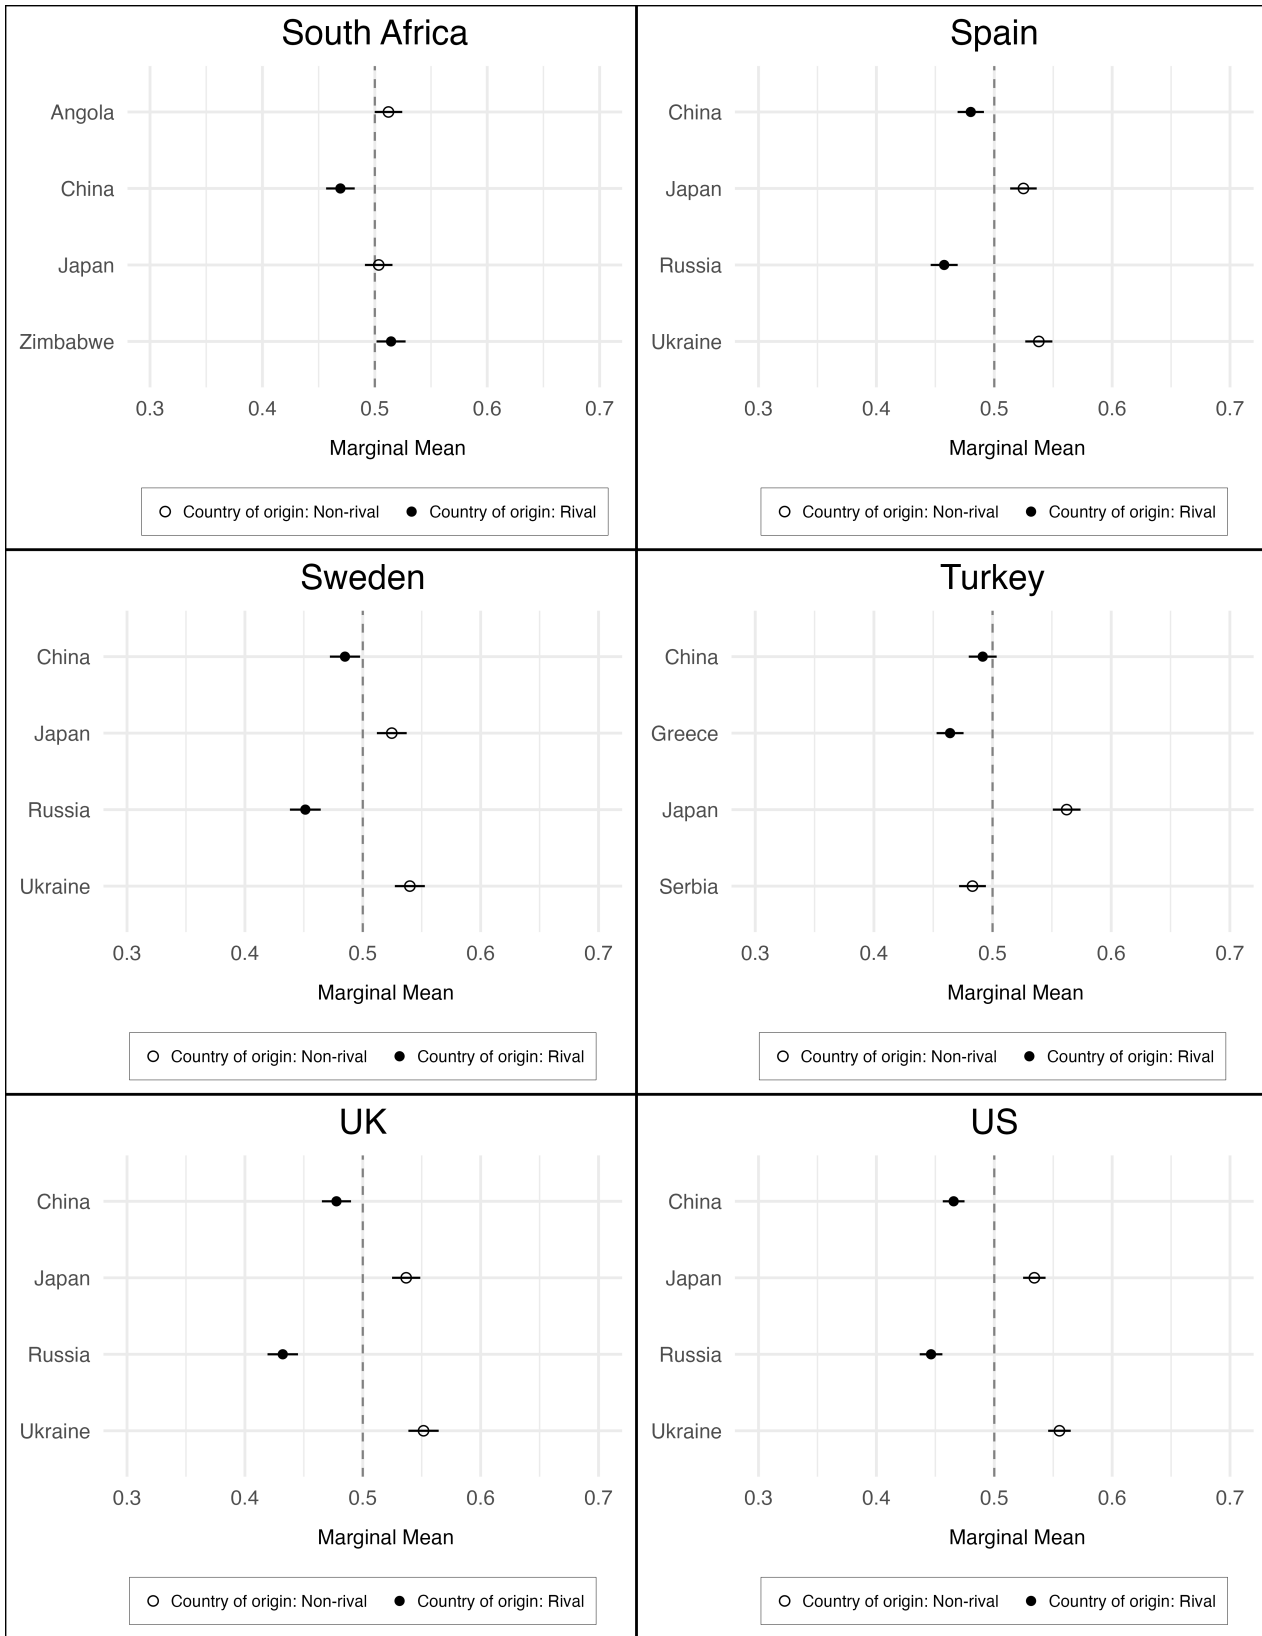 South Africa
Angola
China
Japan
Zimbabwe
0.3 0.4 0.5 0.6 0.7
Marginal Mean
Country of origin: Non-rival Country of origin: Rival
Spain
China
Japan
Russia
Ukraine
0.3 0.4 0.5 0.6 0.7
Marginal Mean
Country of origin: Non-rival Country of origin: Rival
Sweden
China
Japan
Russia
Ukraine
0.3 0.4 0.5 0.6 0.7
Marginal Mean
Country of origin: Non-rival Country of origin: Rival
Turkey
China
Greece
Japan
Serbia
0.3 0.4 0.5 0.6 0.7
Marginal Mean
Country of origin: Non-rival Country of origin: Rival
UK
China
Japan
Russia
Ukraine
0.3 0.4 0.5 0.6 0.7
Marginal Mean
Country of origin: Non-rival Country of origin: Rival
US
China
Japan
Russia
Ukraine
0.3 0.4 0.5 0.6 0.7
Marginal Mean
Country of origin: Non-rival Country of origin: Rival